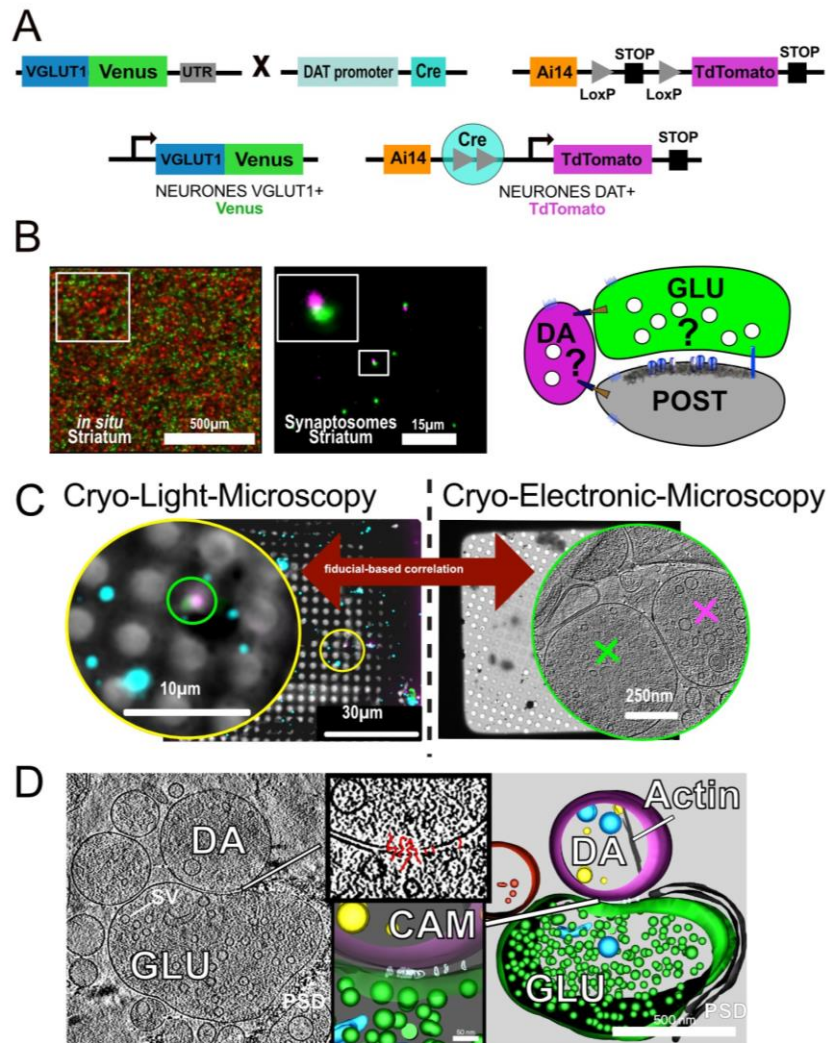 A
VGLUT1 Venus UTR X DAT promoter Cre Ai14 STOP TdTomato STOP
LoxP LoxP
VGLUT1 Venus Ai14 Cre TdTomato STOP
NEURONES VGLUT1+
Venus
NEURONES DAT+
TdTomato
B
in situ
Striatum
500µm
Synaptosomes
Striatum
15µm
GLU
?
DA
?
POST
C
Cryo-Light-Microscopy
Cryo-Electronic-Microscopy
fiducial-based correlation
10µm
30µm
250nm
D
DA
SV
GLU
PSD
CAM
50 nm
Actin
DA
GLU
PSD
500 nm